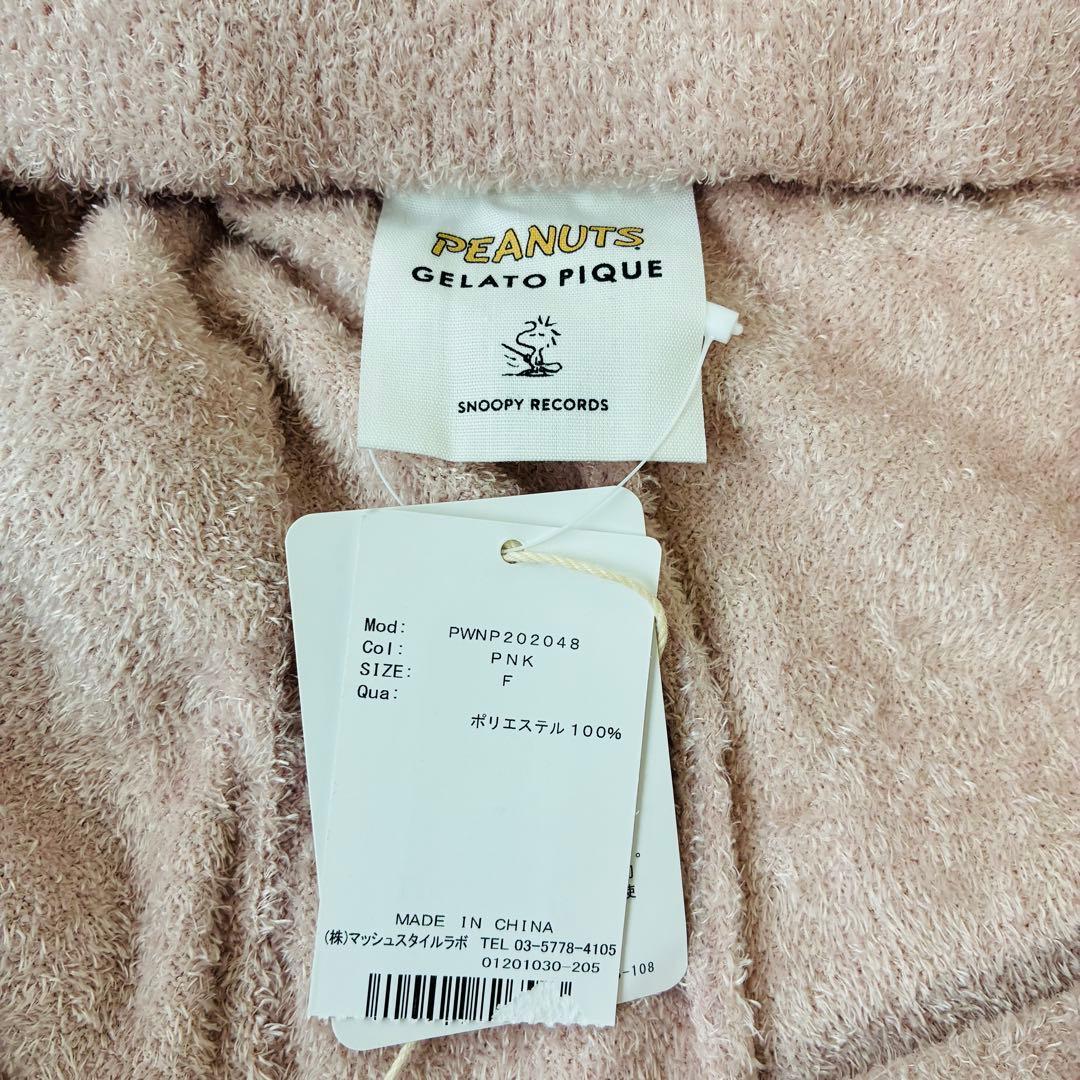 PEANUTS
GELATO PIQUE
SNOOPY RECORDS
Mod: PWNP202048
Col: PNK
SIZE: F
Qua:
ポリエステル100%
MADE IN CHINA
(株)マッシュスタイルラボ TEL 03-5778-4105
01201030-205
。
使
-108